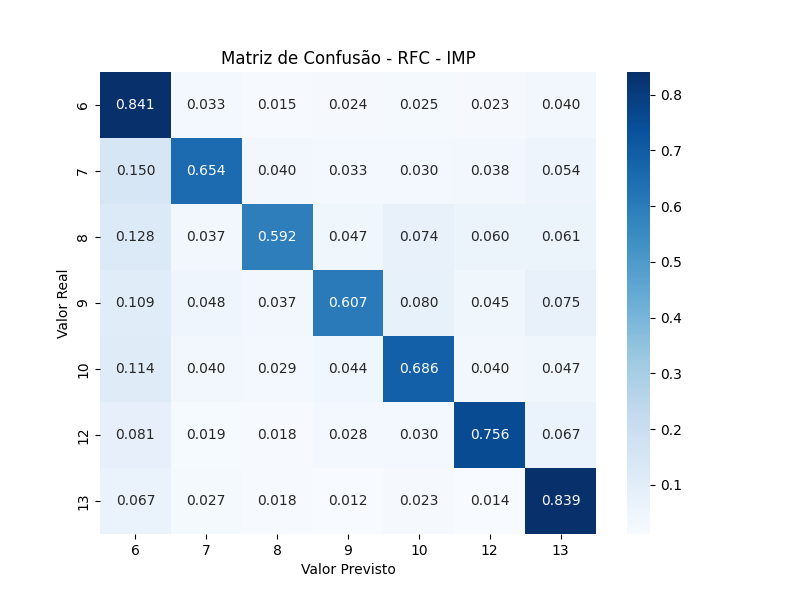 Matriz de Confusão - RFC - IMP
Valor Real
6 0.841 0.033 0.015 0.024 0.025 0.023 0.040
7 0.150 0.654 0.040 0.033 0.030 0.038 0.054
8 0.128 0.037 0.592 0.047 0.074 0.060 0.061
9 0.109 0.048 0.037 0.607 0.080 0.045 0.075
10 0.114 0.040 0.029 0.044 0.686 0.040 0.047
12 0.081 0.019 0.018 0.028 0.030 0.756 0.067
13 0.067 0.027 0.018 0.012 0.023 0.014 0.839
6 7 8 9 10 12 13
Valor Previsto
0.8
0.7
0.6
0.5
0.4
0.3
0.2
0.1